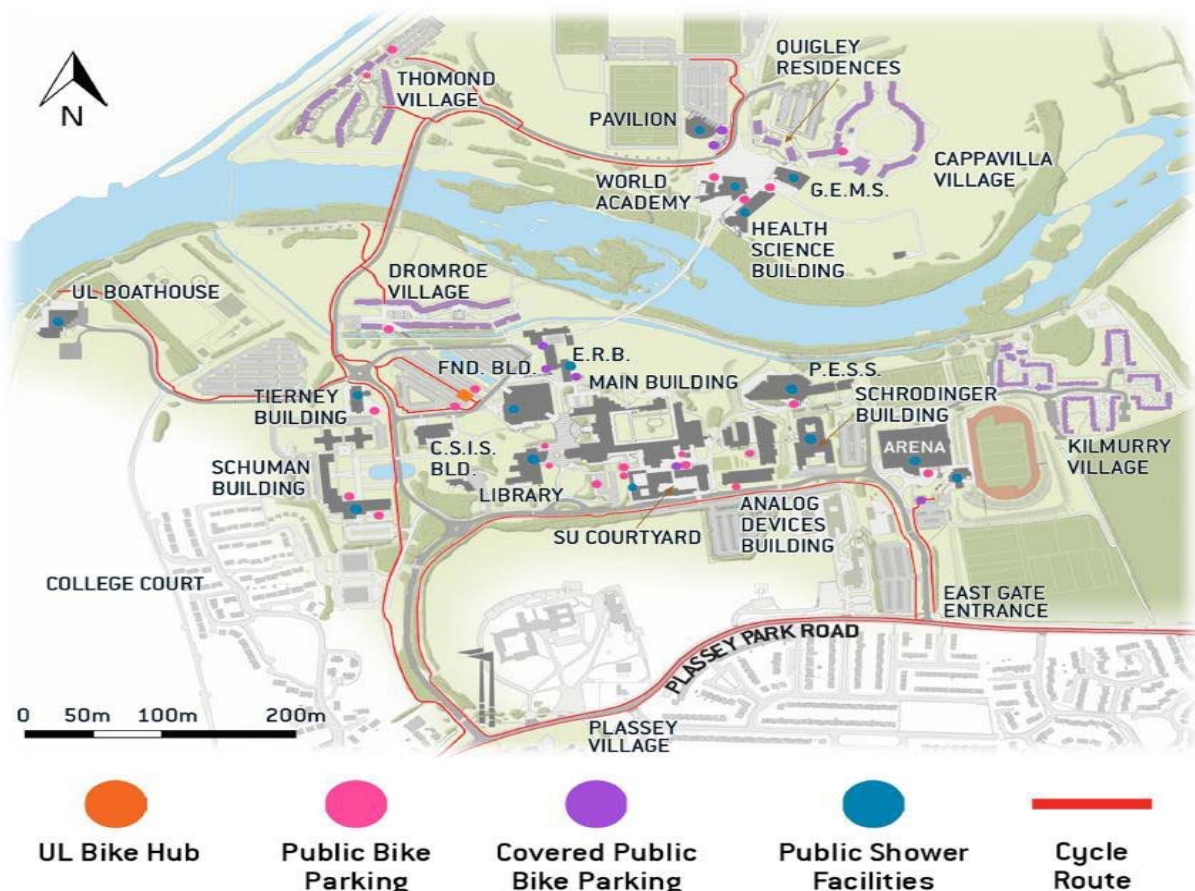 QUIGLEY
RESIDENCES
THOMOND
VILLAGE
N
PAVILION
CAPPAVILLA
VILLAGE
WORLD
ACADEMY
G.E.M.S.
HEALTH
SCIENCE
BUILDING
DROMROE
VILLAGE
UL BOATHOUSE
FND. BLD.
E.R.B.
MAIN BUILDING
P.E.S.S.
TIERNEY
BUILDING
SCHRODINGER
BUILDING
ARENA
KILMURRY
VILLAGE
C.S.I.S.
BLD.
SCHUMAN
BUILDING
LIBRARY
SU COURTYARD
ANALOG
DEVICES
BUILDING
COLLEGE COURT
EAST GATE
ENTRANCE
PLASSEY PARK ROAD
0 50m 100m 200m
PLASSEY
VILLAGE
UL Bike Hub
Public Bike
Parking
Covered Public
Bike Parking
Public Shower
Facilities
Cycle
Route